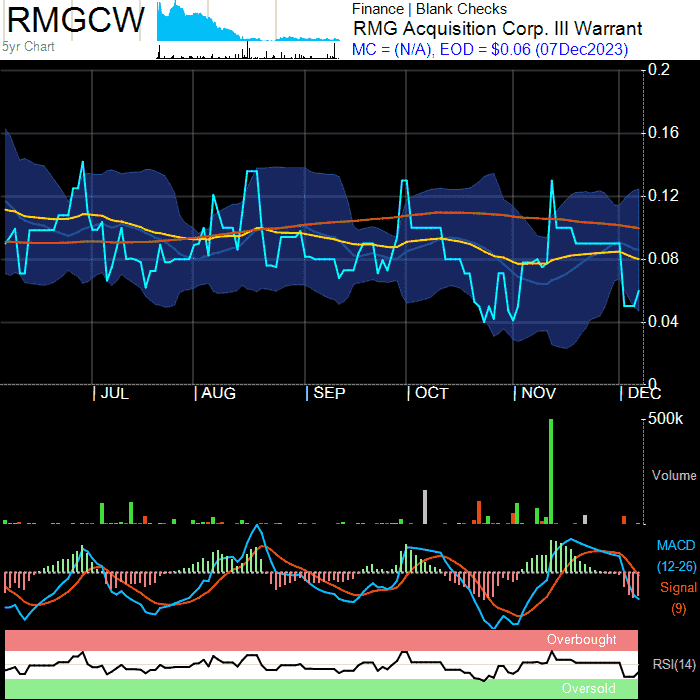 RMGCW
5yr Chart
Finance | Blank Checks
RMG Acquisition Corp. III Warrant
MC = (N/A), EOD = $0.06 (07Dec2023)
0.2
0.16
0.12
0.08
0.04
0
| JUL | AUG | SEP | OCT | NOV | DEC
500k
Volume
MACD
(12-26)
Signal
(9)
Overbought
RSI(14)
Oversold